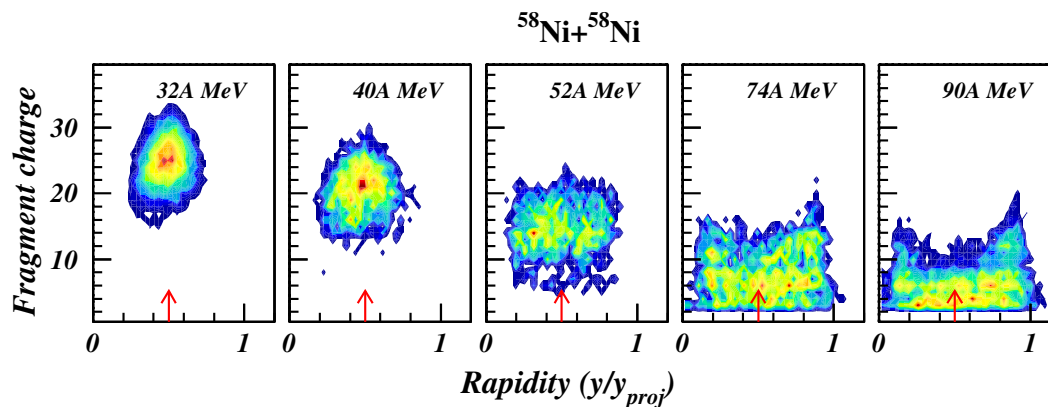 ⁵⁸Ni+⁵⁸Ni
32A MeV
40A MeV
52A MeV
74A MeV
90A MeV
Fragment charge
30
20
10
0 1 0 1 0 1 0 1 0 1
Rapidity (y/y_proj)